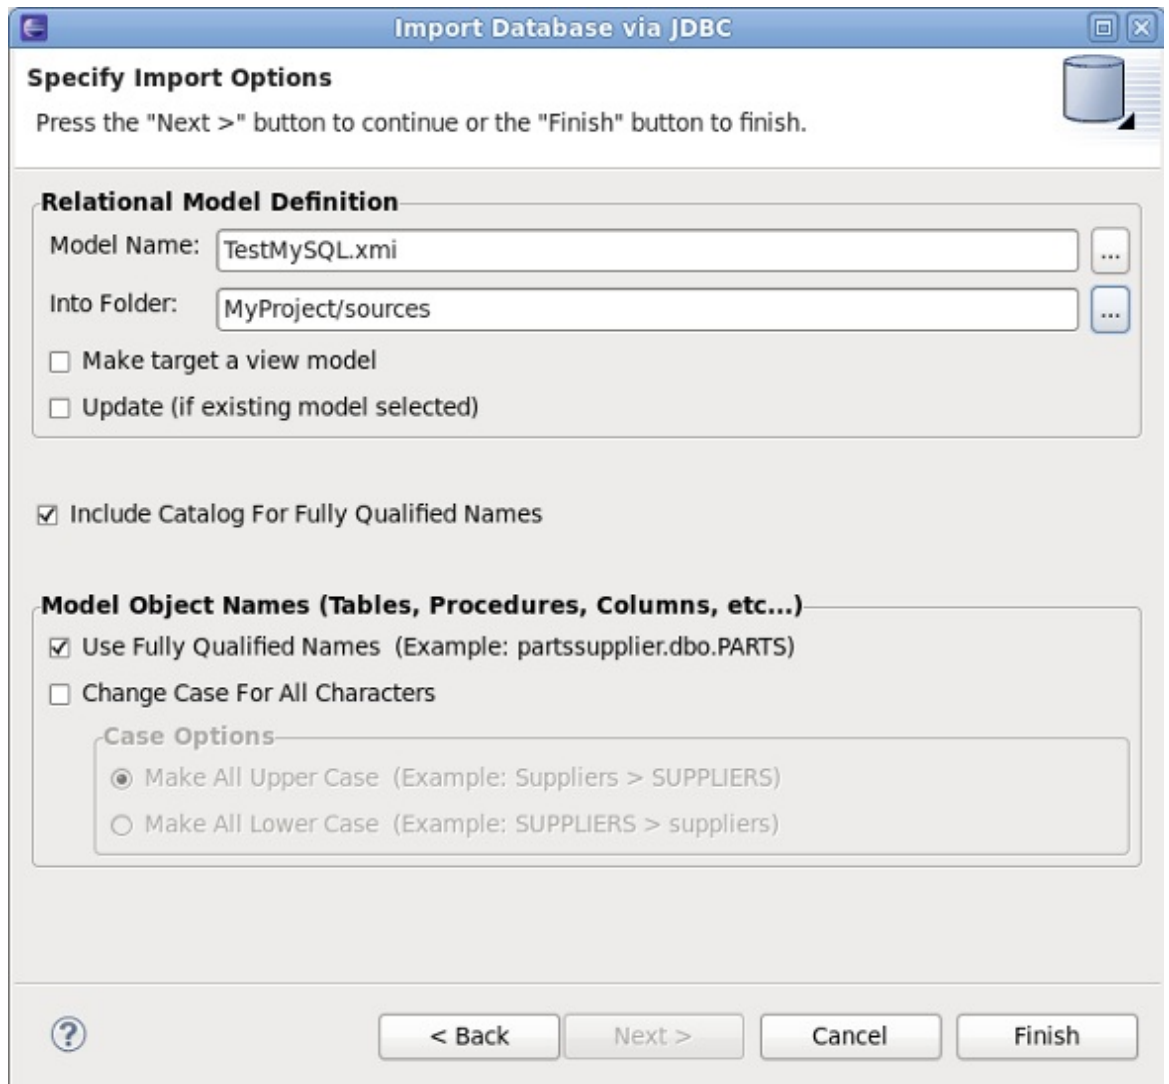 Import Database via JDBC
Specify Import Options
Press the "Next >" button to continue or the "Finish" button to finish.
Relational Model Definition
Model Name: TestMySQL.xmi ...
Into Folder: MyProject/sources ...
Make target a view model
Update (if existing model selected)
Include Catalog For Fully Qualified Names
Model Object Names (Tables, Procedures, Columns, etc...)
Use Fully Qualified Names (Example: partssupplier.dbo.PARTS)
Change Case For All Characters
Case Options
Make All Upper Case (Example: Suppliers > SUPPLIERS)
Make All Lower Case (Example: SUPPLIERS > suppliers)
? < Back Next > Cancel Finish